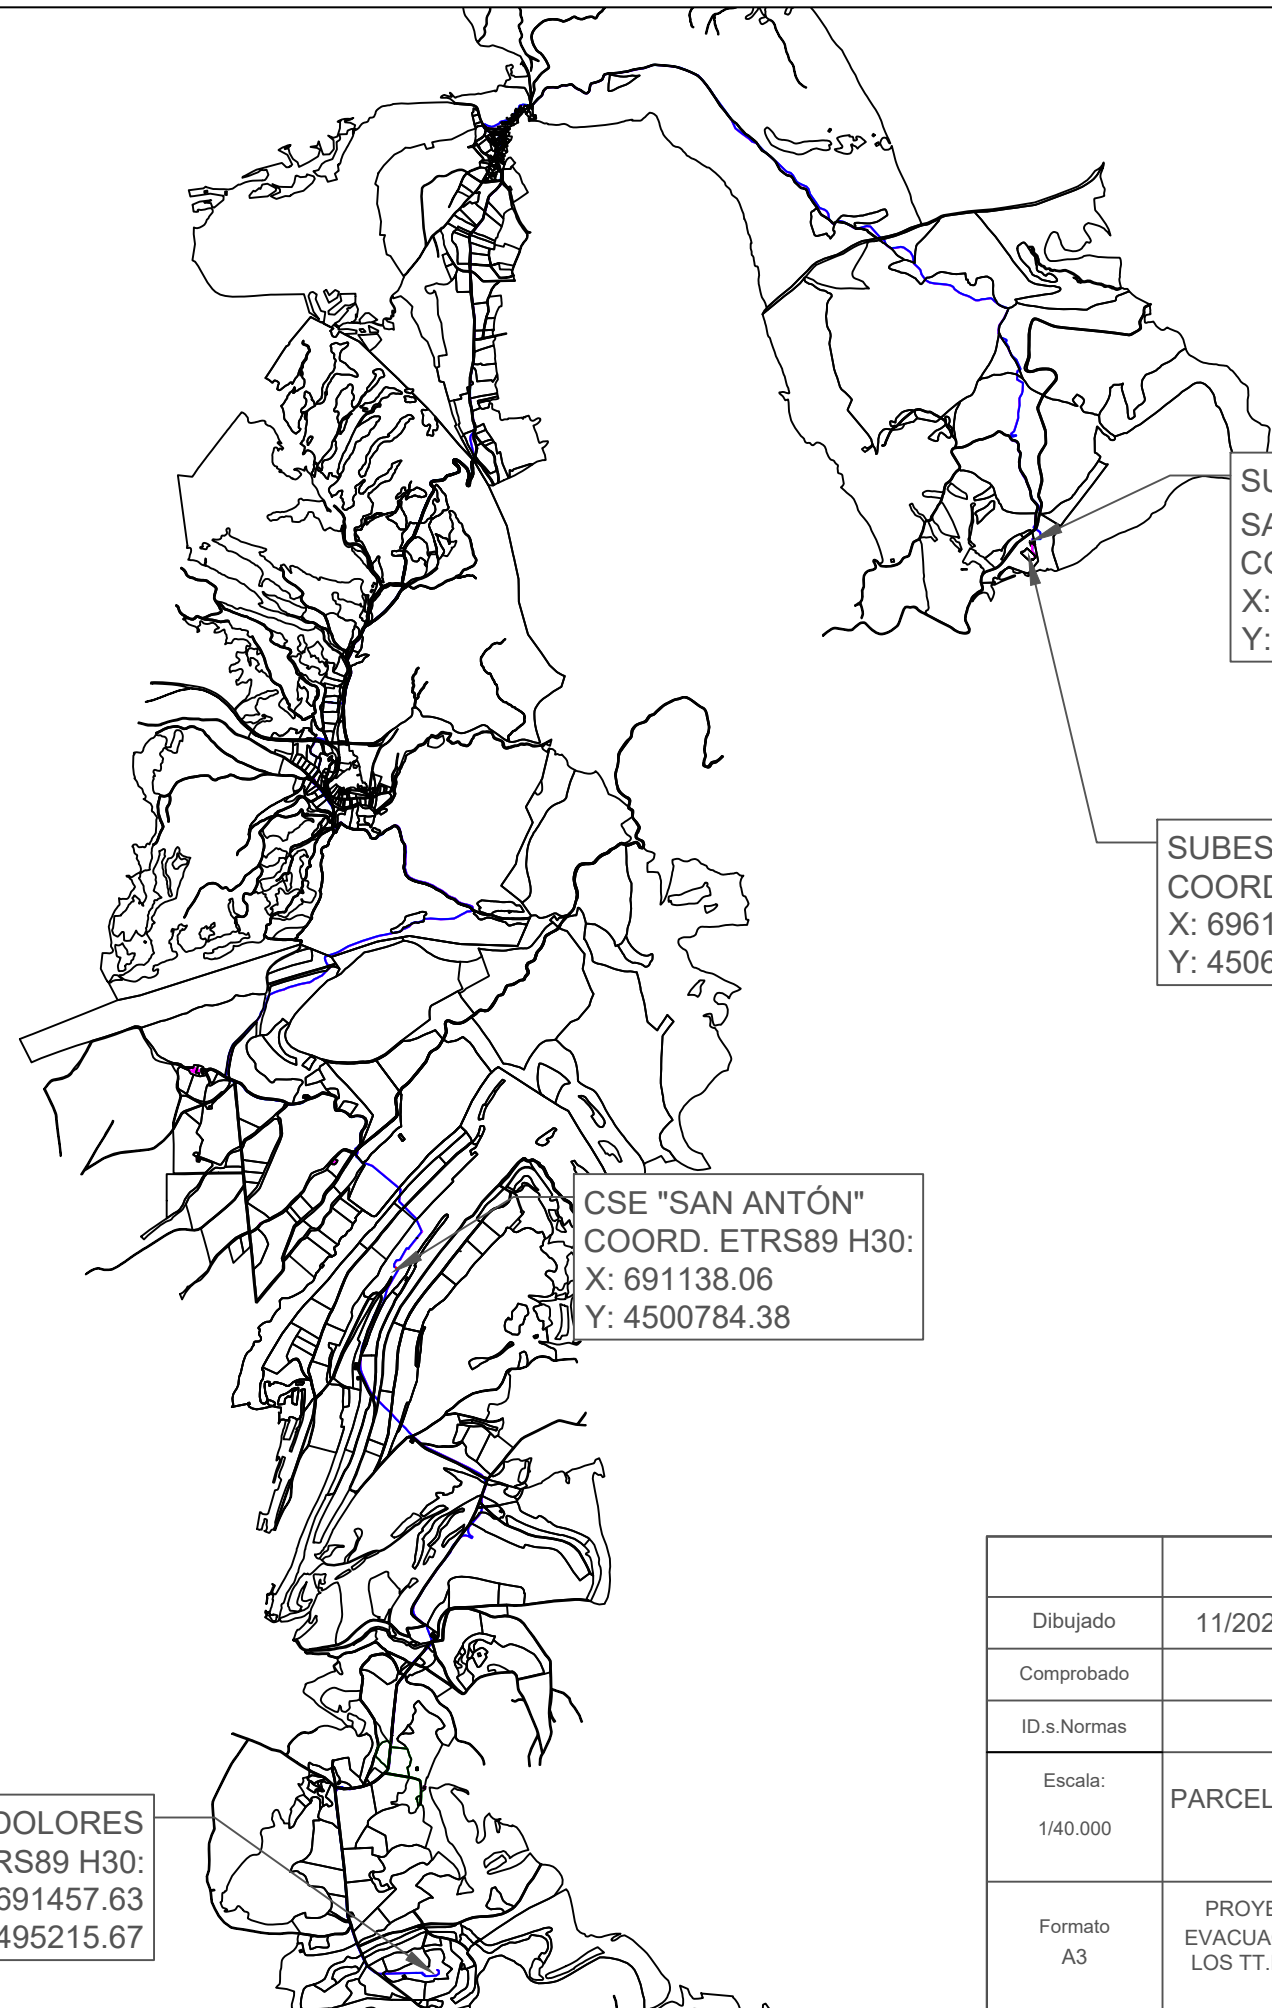 SU
SA
CO
X:
Y:
SUBES
COORD
X: 6961
Y: 4506
CSE "SAN ANTÓN"
COORD. ETRS89 H30:
X: 691138.06
Y: 4500784.38
DOLORES
RS89 H30:
691457.63
495215.67
Dibujado
11/202
Comprobado
ID.s.Normas
Escala:
1/40.000
PARCEL
Formato
A3
PROYE
EVACUA
LOS TT.